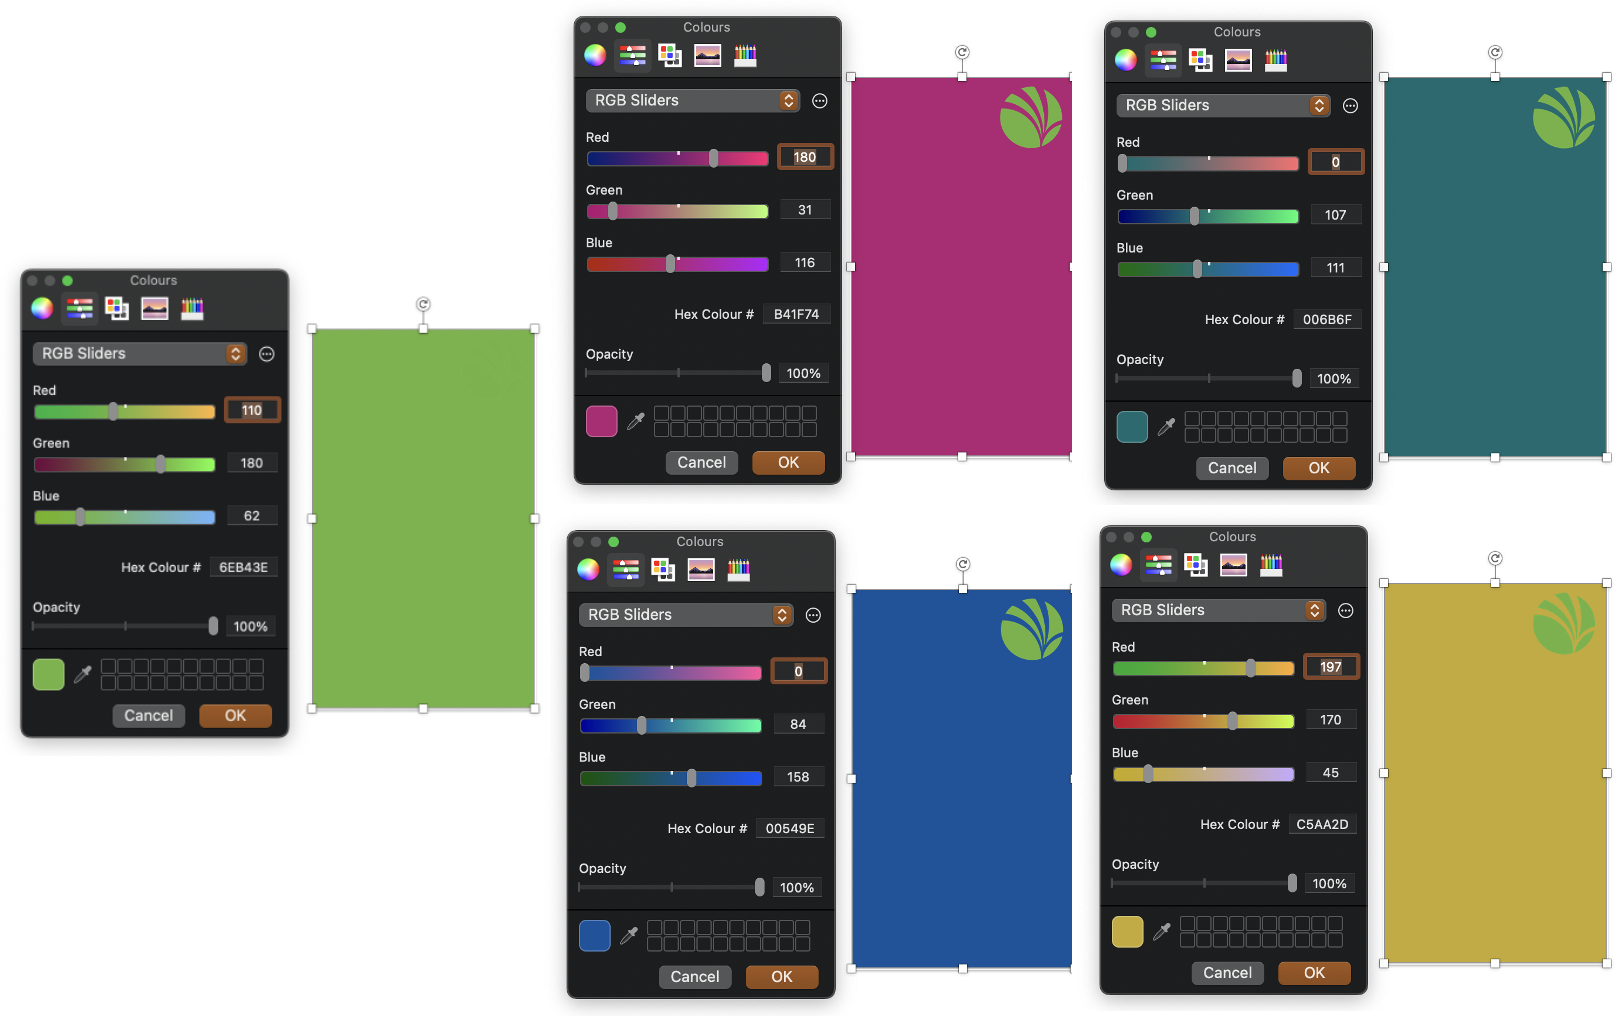 Colours
RGB Sliders
Red
110
Green
180
Blue
62
Hex Colour # 6EB43E
Opacity
100%
Cancel OK
Colours
RGB Sliders
Red
180
Green
31
Blue
116
Hex Colour # B41F74
Opacity
100%
Cancel OK
Colours
RGB Sliders
Red
0
Green
107
Blue
111
Hex Colour # 006B6F
Opacity
100%
Cancel OK
Colours
RGB Sliders
Red
0
Green
84
Blue
158
Hex Colour # 00549E
Opacity
100%
Cancel OK
Colours
RGB Sliders
Red
197
Green
170
Blue
45
Hex Colour # C5AA2D
Opacity
100%
Cancel OK